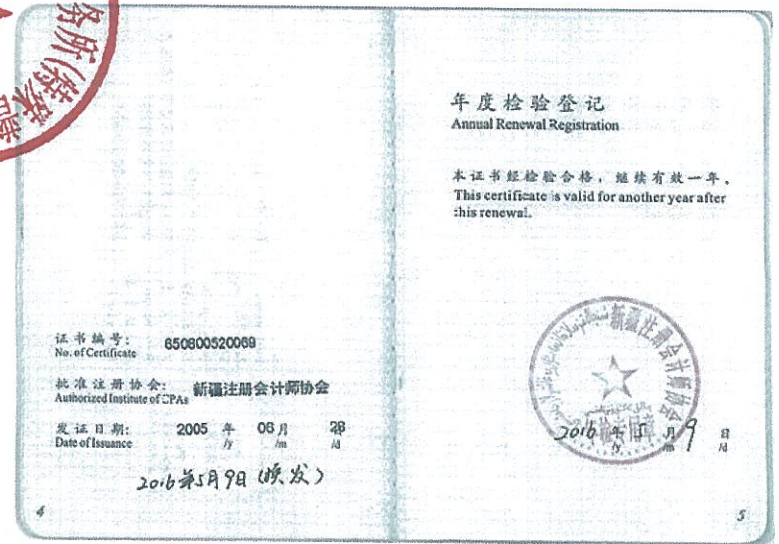 务所(特殊普
证书编号: 650800520069
No. of Certificate
批准注册协会: 新疆注册会计师协会
Authorized Institute of CPAs
发证日期: 2005 年 06 月 28
Date of Issuance /y /m /d
2016年5月9日(换发)
4
年度检验登记
Annual Renewal Registration
本证书经检验合格,继续有效一年。
This certificate is valid for another year after
this renewal.
新疆注册会计师协会
2016 年 5 月 9 日
/y /m /d
5